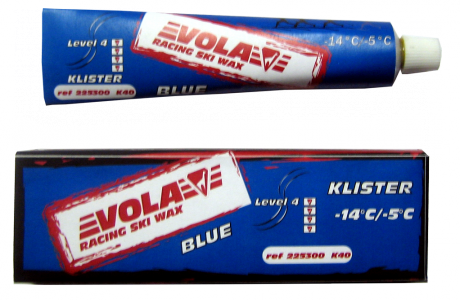 VOLA
RACING SKI WAX
-14°C/-5°C
Level 4
KLISTER
ref 225300 K40
BLUE
VOLA
RACING SKI WAX
BLUE
Level 4
KLISTER
-14°C/-5°C
ref 225300 K40